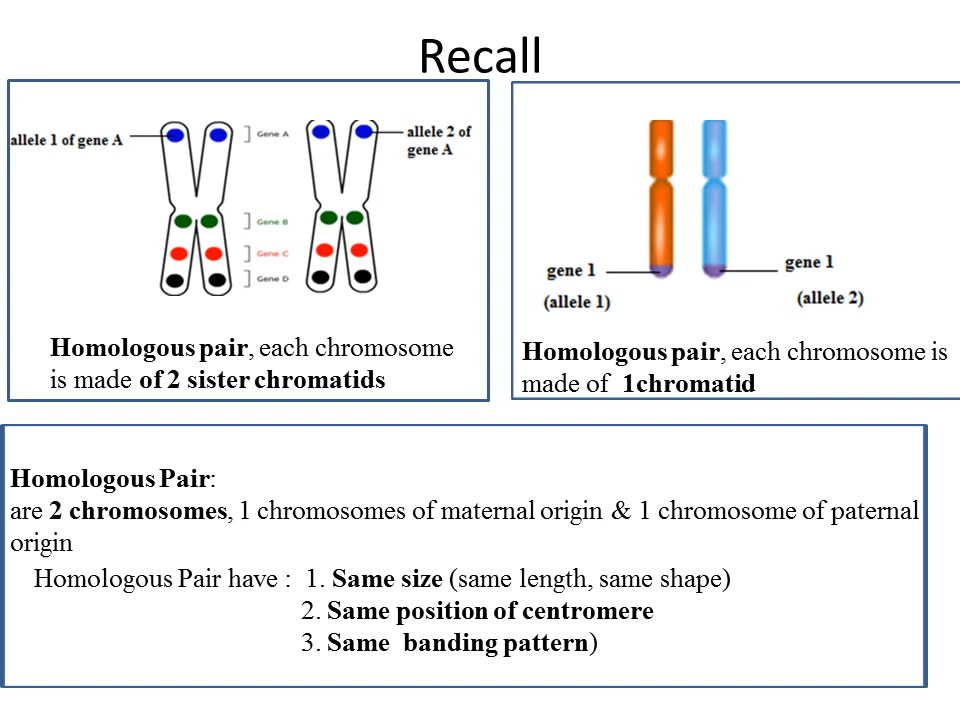 Recall
allele 1 of gene A
Gene A
allele 2 of
gene A
Gene B
Gene C
Gene D
Homologous pair, each chromosome
is made of 2 sister chromatids
gene 1
(allele 1)
gene 1
(allele 2)
Homologous pair, each chromosome is
made of 1chromatid
Homologous Pair:
are 2 chromosomes, 1 chromosomes of maternal origin & 1 chromosome of paternal
origin
Homologous Pair have : 1. Same size (same length, same shape)
2. Same position of centromere
3. Same banding pattern)